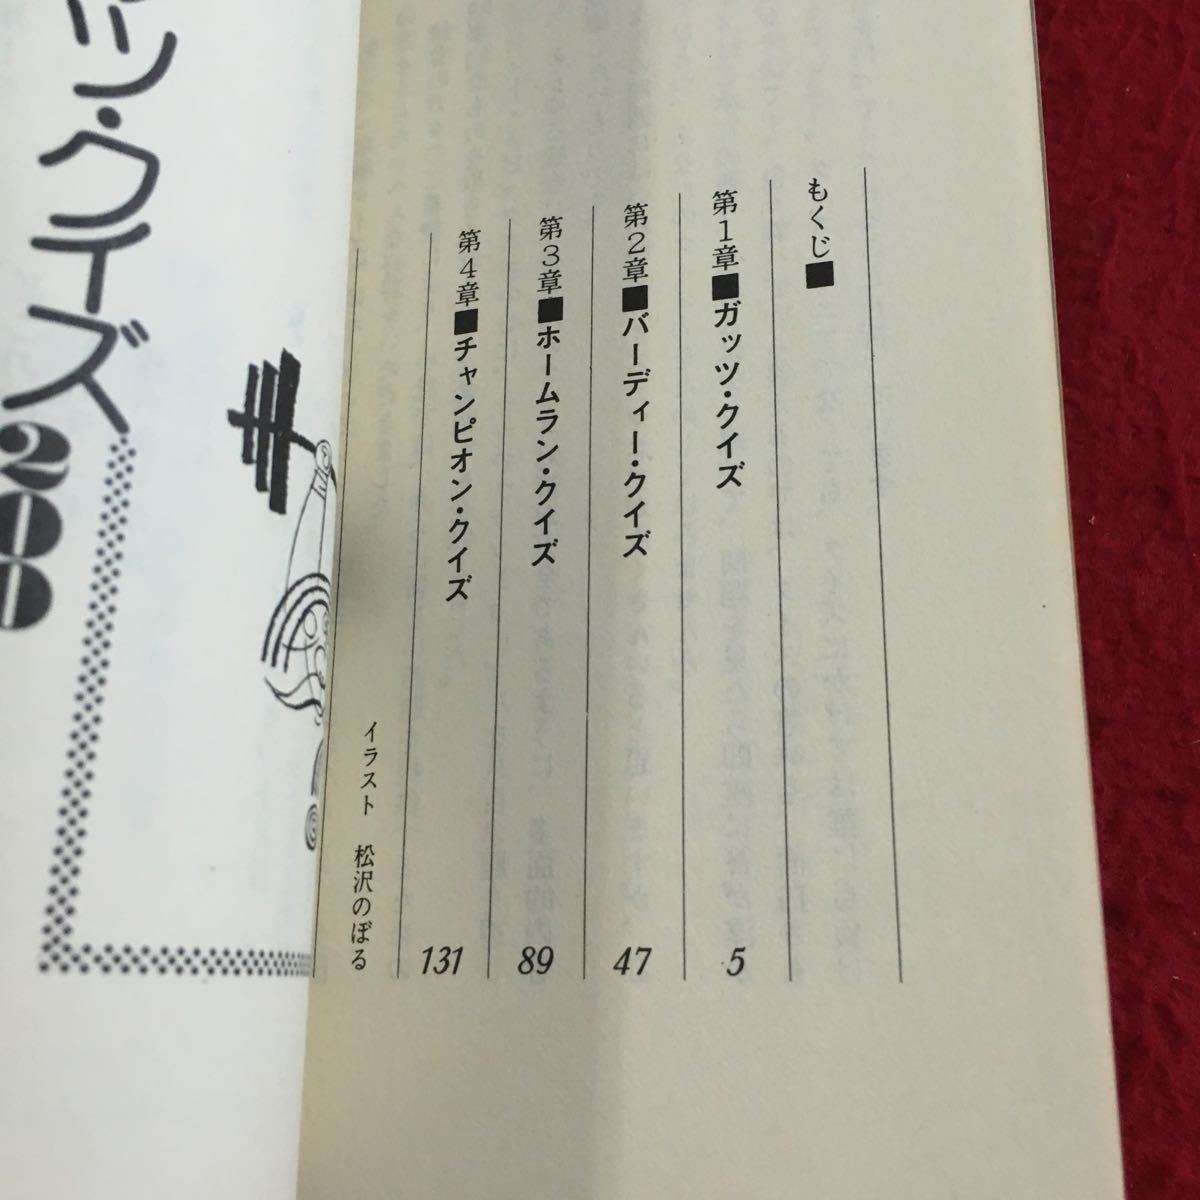 もくじ■
第1章■ガッツ・クイズ 5
第2章■バーディー・クイズ 47
第3章■ホームラン・クイズ 89
第4章■チャンピオン・クイズ 131
イラスト 松沢のぼる
ツ・クイズ200